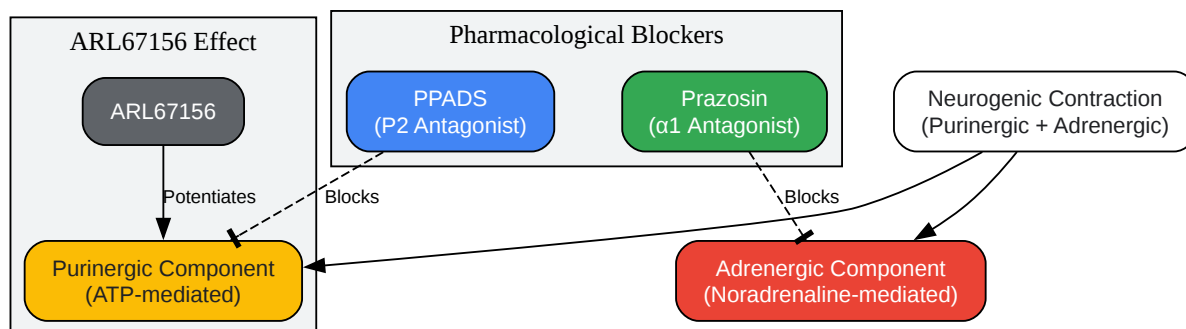 ARL67156 Effect
Pharmacological Blockers
ARL67156
PPADS
(P2 Antagonist)
Prazosin
(α1 Antagonist)
Neurogenic Contraction
(Purinergic + Adrenergic)
Potentiates
Blocks
Blocks
Purinergic Component
(ATP-mediated)
Adrenergic Component
(Noradrenaline-mediated)